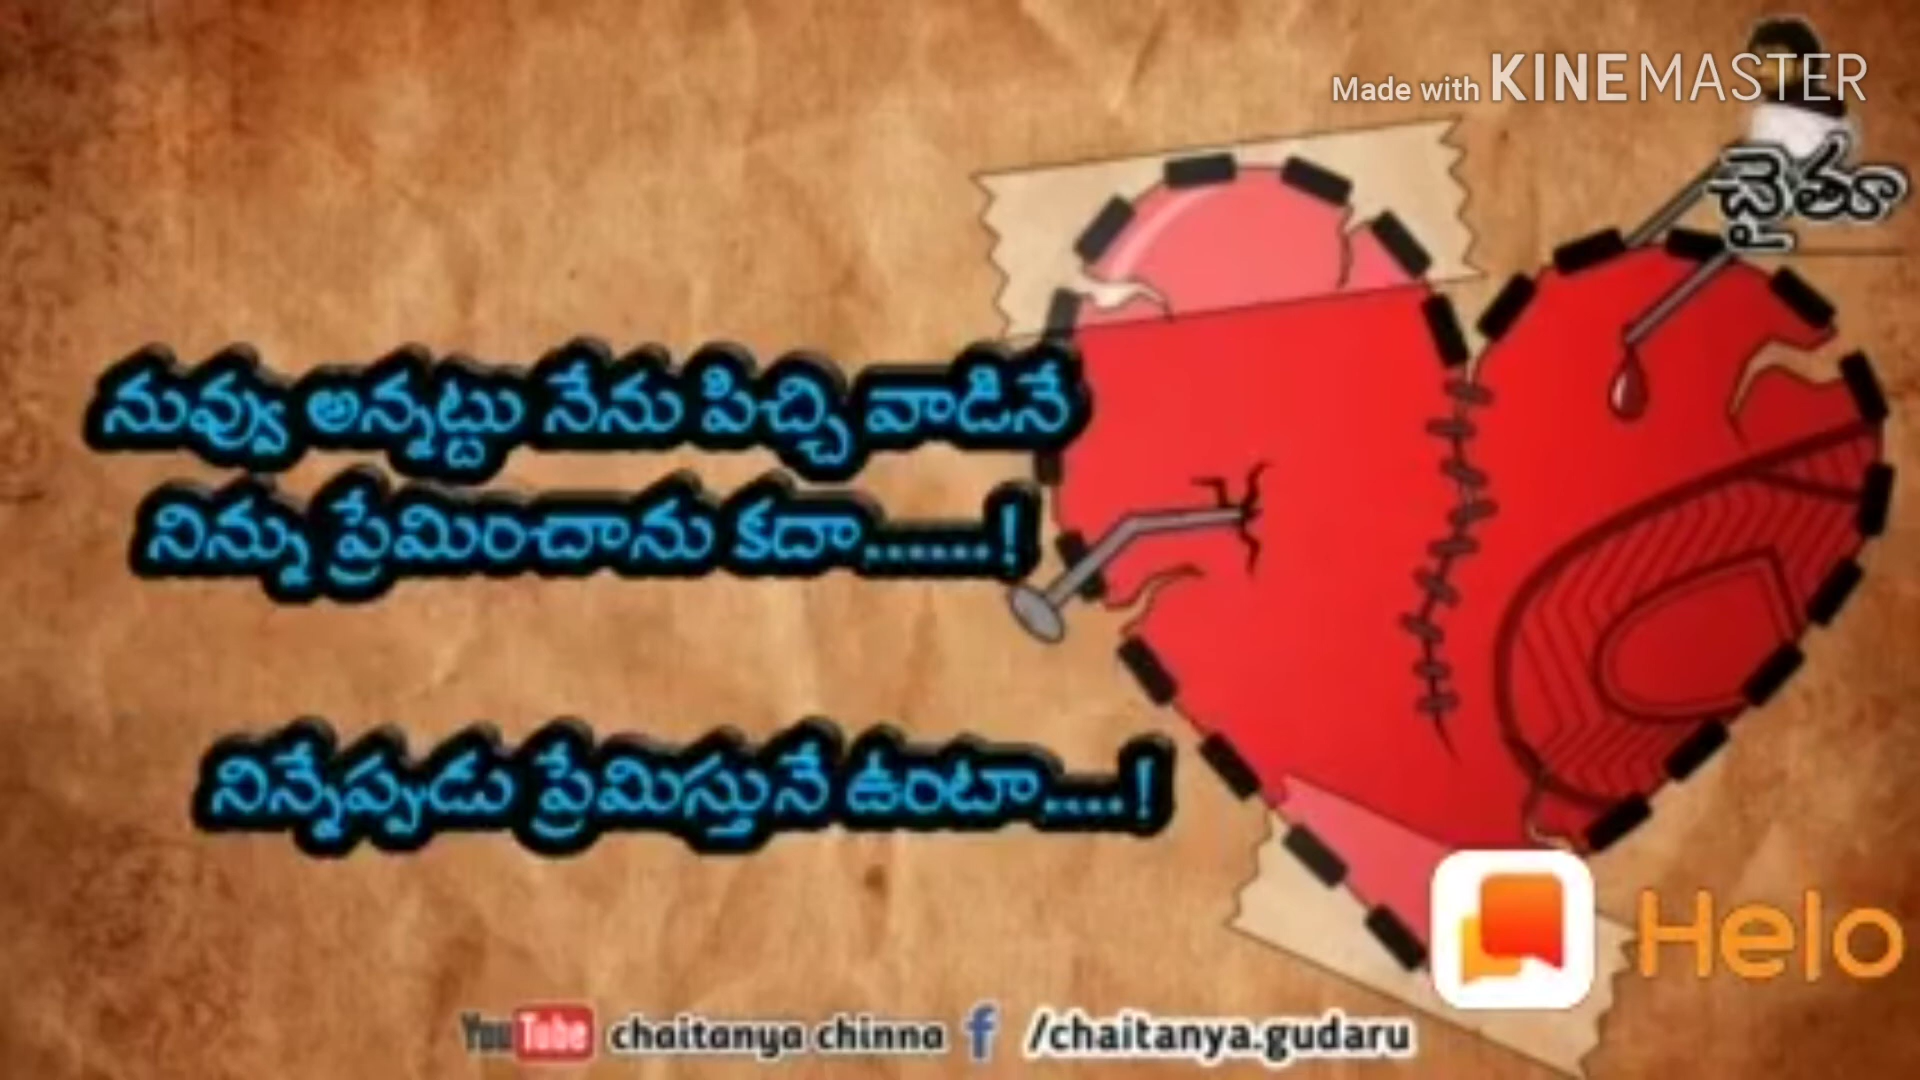 Made with KINEMASTER
చైతూ
నువ్వు అన్నట్టు నేను పిచ్చి వాడినే
నిన్ను ప్రేమించాను కదా......!
నిన్నేప్పుడు ప్రేమిస్తునే ఉంటా....!
Helo
YouTube chaitanya chinna f /chaitanya.gudaru